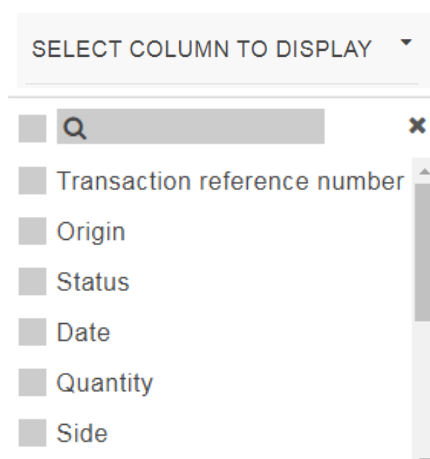 SELECT COLUMN TO DISPLAY
Transaction reference number
Origin
Status
Date
Quantity
Side